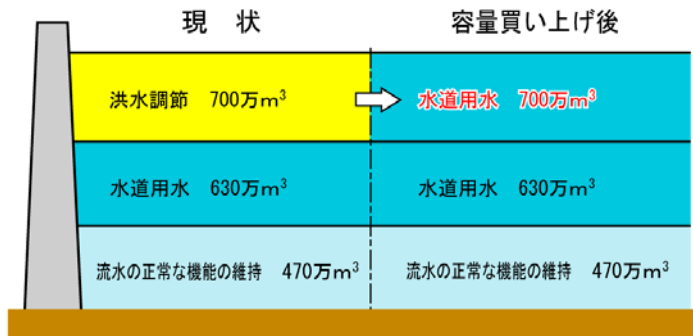 現　状　容量買い上げ後
洪水調節　700万m³　水道用水　700万m³
水道用水　630万m³　水道用水　630万m³
流水の正常な機能の維持　470万m³　流水の正常な機能の維持　470万m³